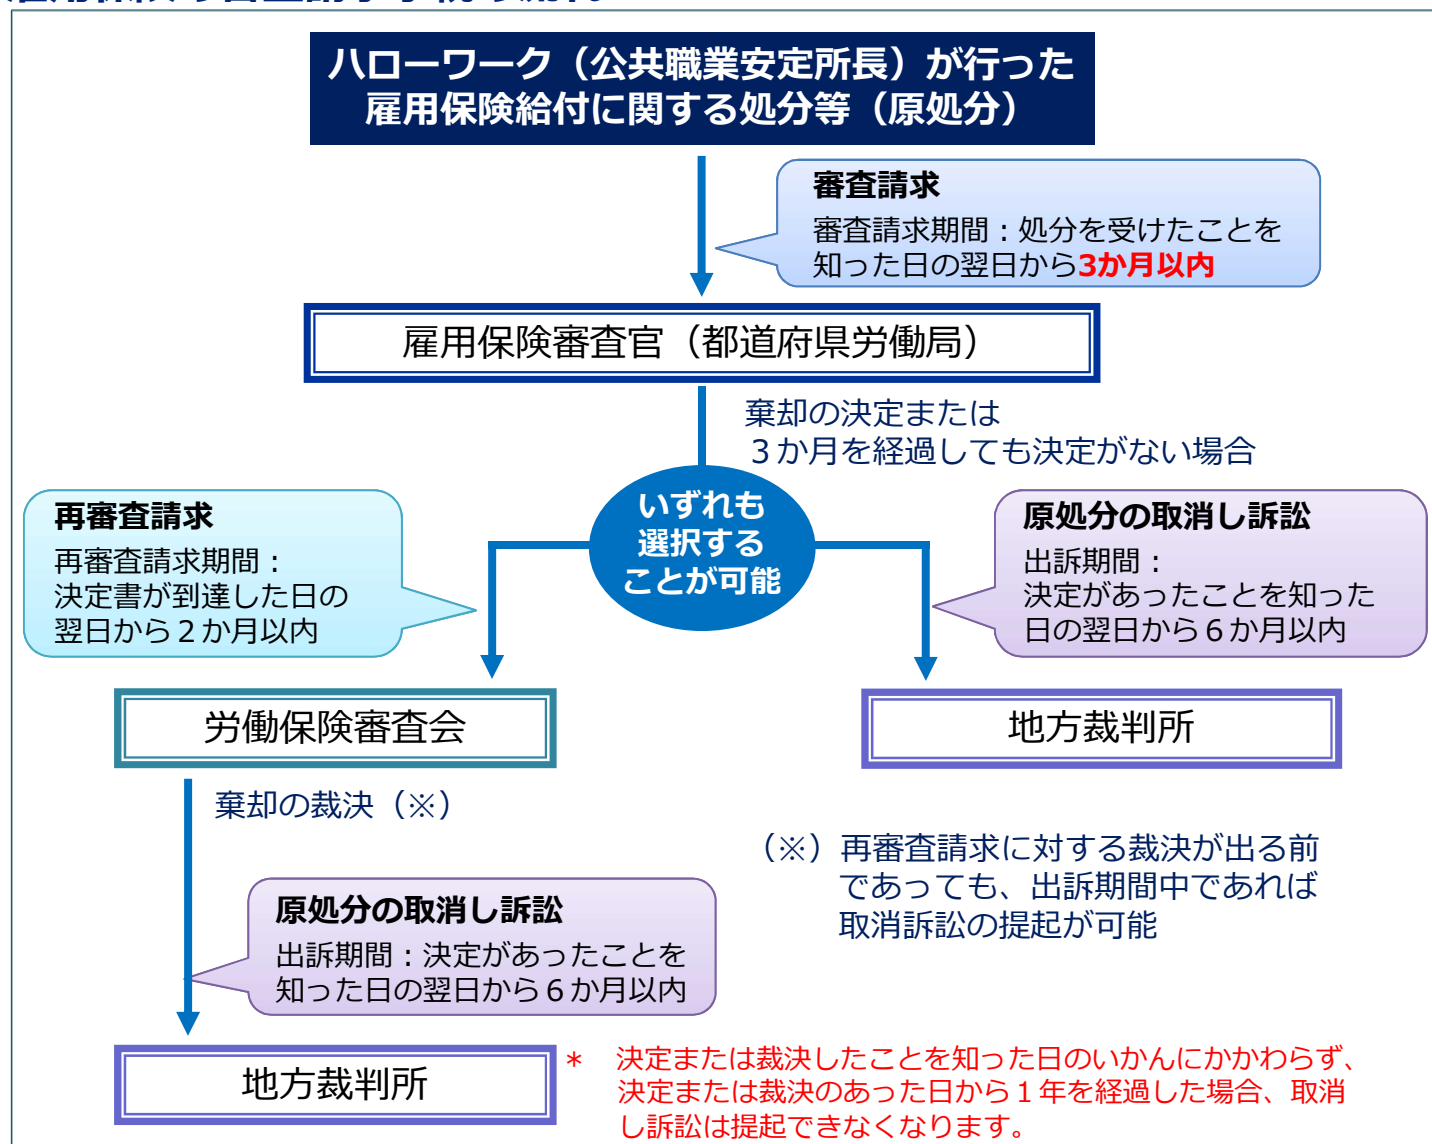 ハローワーク（公共職業安定所長）が行った
雇用保険給付に関する処分等（原処分）
審査請求
審査請求期間：処分を受けたことを
知った日の翌日から3か月以内
雇用保険審査官（都道府県労働局）
棄却の決定または
３か月を経過しても決定がない場合
いずれも
選択する
ことが可能
再審査請求
再審査請求期間：
決定書が到達した日の
翌日から２か月以内
原処分の取消し訴訟
出訴期間：
決定があったことを知った
日の翌日から６か月以内
労働保険審査会
地方裁判所
棄却の裁決（※）
（※）再審査請求に対する裁決が出る前
であっても、出訴期間中であれば
取消訴訟の提起が可能
原処分の取消し訴訟
出訴期間：決定があったことを
知った日の翌日から６か月以内
地方裁判所
＊　決定または裁決したことを知った日のいかんにかかわらず、
決定または裁決のあった日から１年を経過した場合、取消
し訴訟は提起できなくなります。